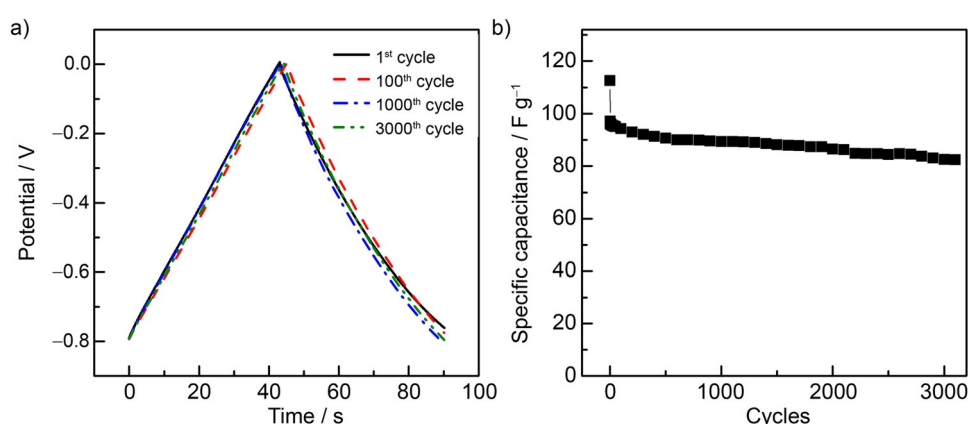 a)
0.0
−0.2
−0.4
−0.6
−0.8
Potential / V
1st cycle
100th cycle
1000th cycle
3000th cycle
0 20 40 60 80 100
Time / s
b)
120
100
80
60
40
20
0
Specific capacitance / F g−1
0 1000 2000 3000
Cycles